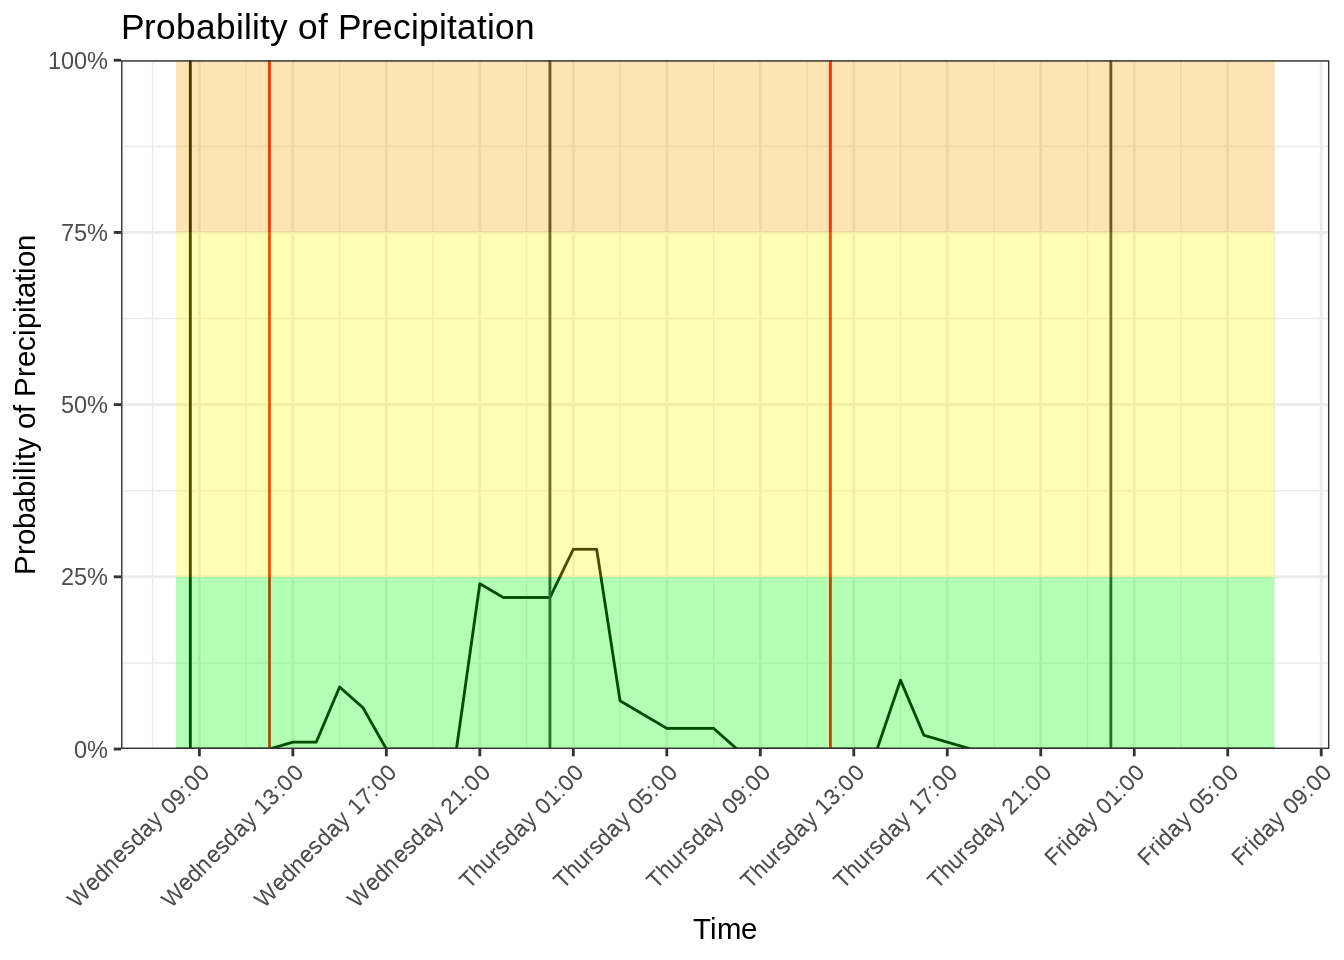 Probability of Precipitation
Probability of Precipitation
100%
75%
50%
25%
0%
Wednesday 09:00
Wednesday 13:00
Wednesday 17:00
Wednesday 21:00
Thursday 01:00
Thursday 05:00
Thursday 09:00
Thursday 13:00
Thursday 17:00
Thursday 21:00
Friday 01:00
Friday 05:00
Friday 09:00
Time